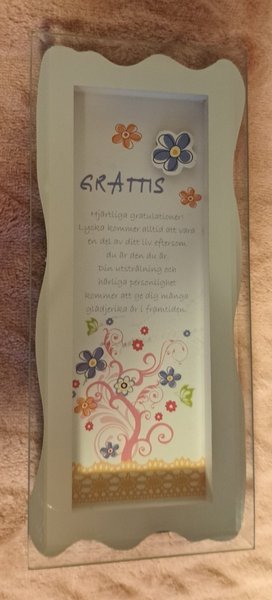 GRATTIS
Hjärtliga gratulationer!
Lycka kommer alltid att vara
en del av ditt liv eftersom
du är den du är.
Din utstrålning och
härliga personlighet
kommer att ge dig många
glädjerika år i framtiden.